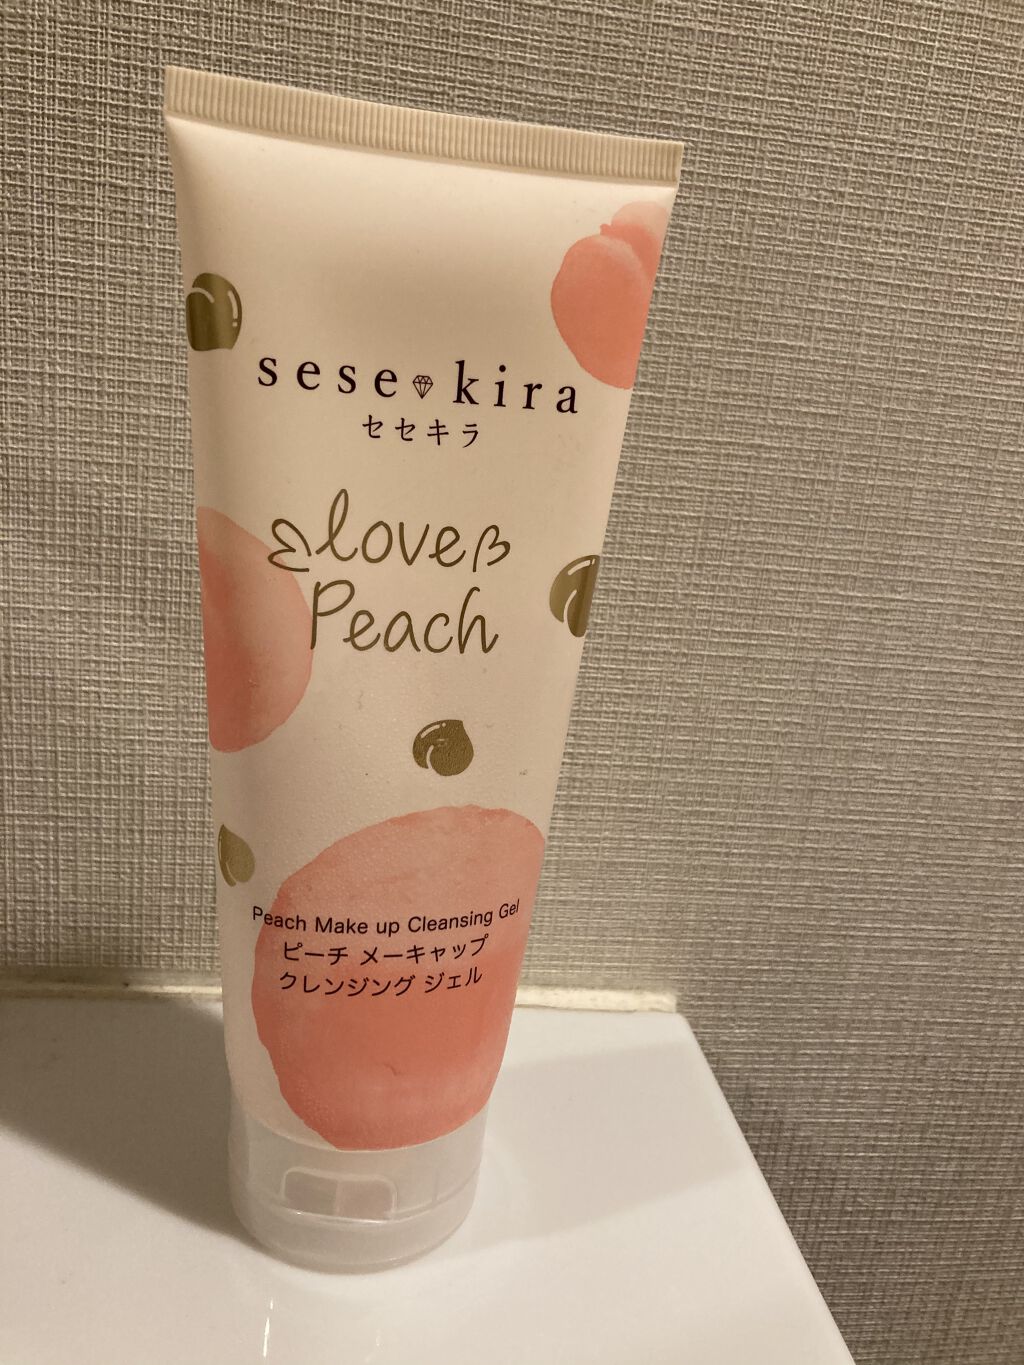 sese kira
セセキラ
love
Peach
Peach Make up Cleansing Gel
ピーチ メーキャップ
クレンジング ジェル